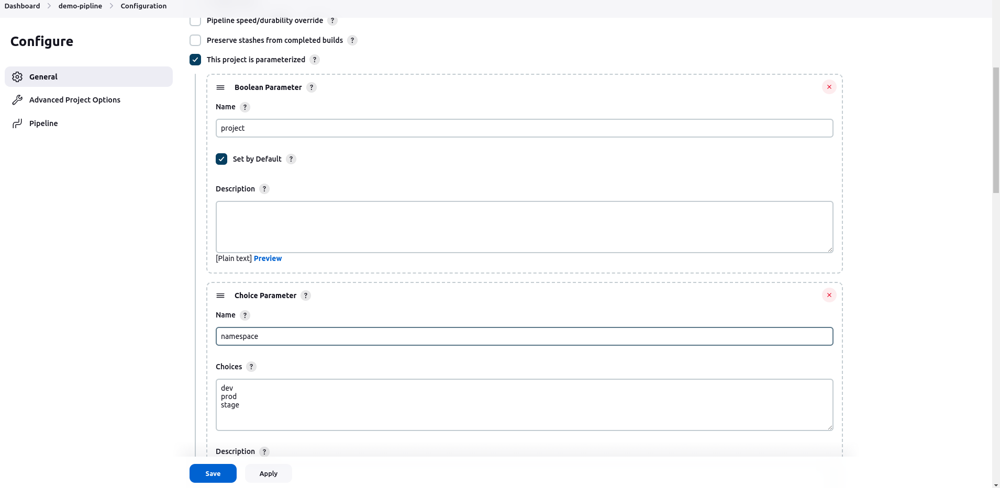 Dashboard > demo-pipline > Configuration
Configure
General
Advanced Project Options
Pipeline
Pipeline speed/durability override ?
Preserve stashes from completed builds ?
This project is parameterized ?
Boolean Parameter ?
Name ?
project
Set by Default ?
Description ?
[Plain text] Preview
Choice Parameter ?
Name ?
namespace
Choices ?
dev
prod
stage
Description ?
Save Apply